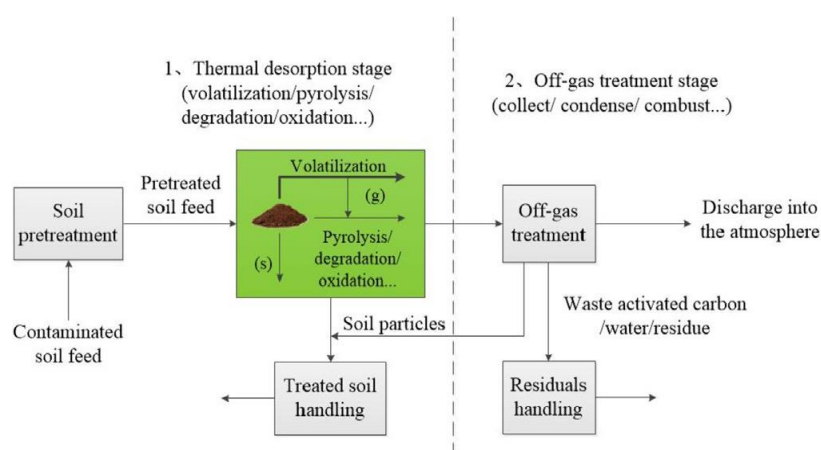 1、Thermal desorption stage
(volatilization/pyrolysis/
degradation/oxidation...)
2、Off-gas treatment stage
(collect/ condense/ combust...)
Soil
pretreatment
Pretreated
soil feed
Volatilization
(g)
(s)
Pyrolysis/
degradation/
oxidation...
Off-gas
treatment
Discharge into
the atmosphere
Contaminated
soil feed
Soil particles
Waste activated carbon
/water/residue
Treated soil
handling
Residuals
handling